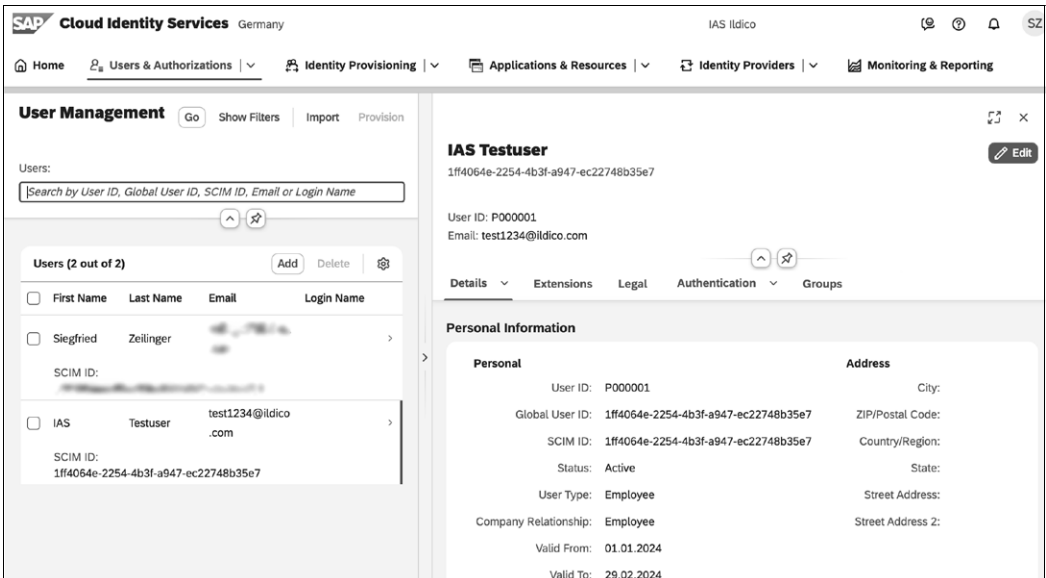 SAP Cloud Identity Services Germany IAS Ildico SZ
Home Users & Authorizations Identity Provisioning Applications & Resources Identity Providers Monitoring & Reporting
User Management Go Show Filters Import Provision
Users:
Search by User ID, Global User ID, SCIM ID, Email or Login Name
Users (2 out of 2) Add Delete
First Name Last Name Email Login Name
Siegfried Zeilinger
SCIM ID:
IAS Testuser test1234@ildico
.com
SCIM ID:
1ff4064e-2254-4b3f-a947-ec22748b35e7
IAS Testuser
Edit
1ff4064e-2254-4b3f-a947-ec22748b35e7
User ID: P000001
Email: test1234@ildico.com
Details Extensions Legal Authentication Groups
Personal Information
Personal
User ID: P000001
Global User ID: 1ff4064e-2254-4b3f-a947-ec22748b35e7
SCIM ID: 1ff4064e-2254-4b3f-a947-ec22748b35e7
Status: Active
User Type: Employee
Company Relationship: Employee
Valid From: 01.01.2024
Valid To: 29.02.2024
Address
City:
ZIP/Postal Code:
Country/Region:
State:
Street Address:
Street Address 2: